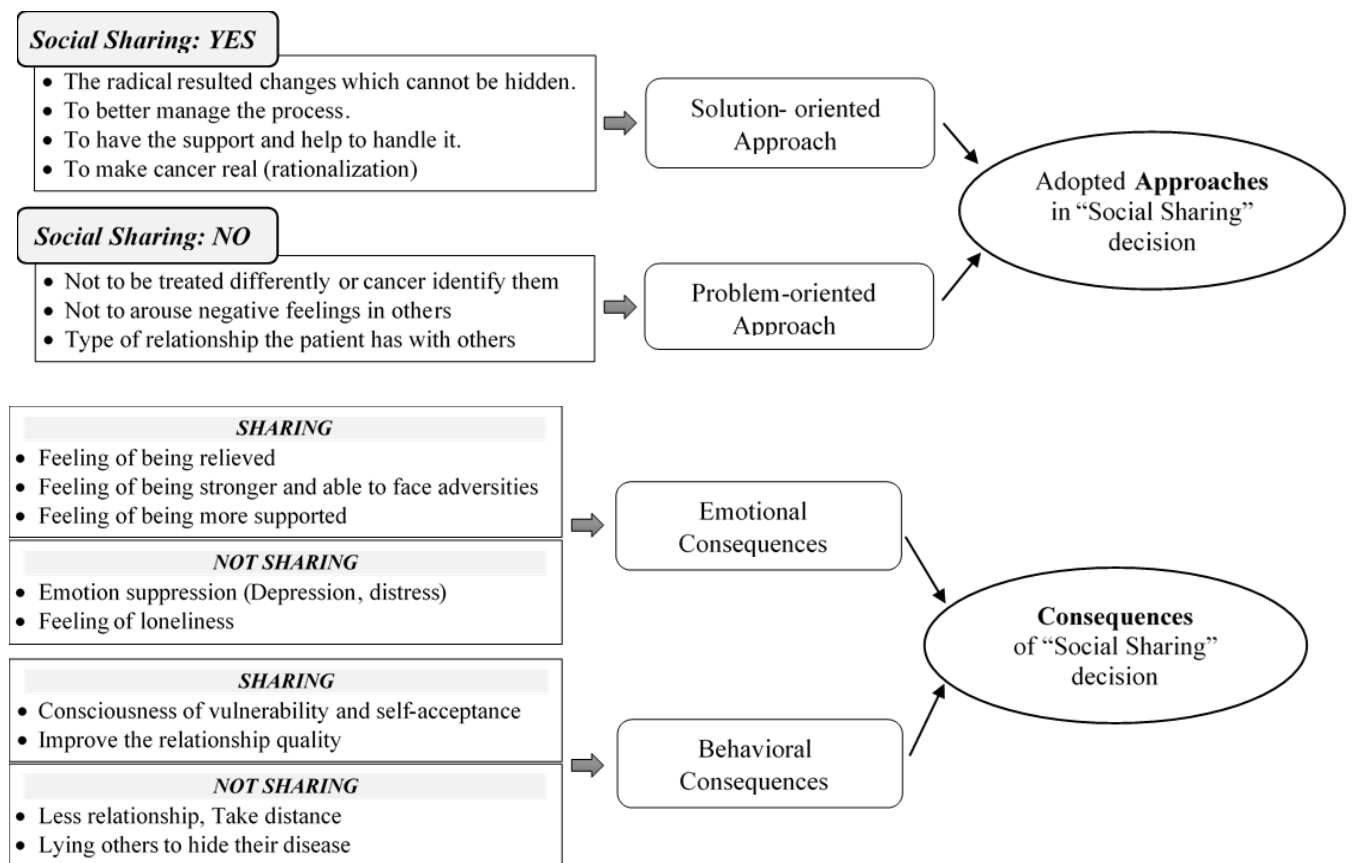 Social Sharing: YES
• The radical resulted changes which cannot be hidden.
• To better manage the process.
• To have the support and help to handle it.
• To make cancer real (rationalization)
Solution- oriented
Approach
Social Sharing: NO
• Not to be treated differently or cancer identify them
• Not to arouse negative feelings in others
• Type of relationship the patient has with others
Problem-oriented
Approach
Adopted Approaches
in “Social Sharing”
decision
SHARING
• Feeling of being relieved
• Feeling of being stronger and able to face adversities
• Feeling of being more supported
NOT SHARING
• Emotion suppression (Depression, distress)
• Feeling of loneliness
Emotional
Consequences
SHARING
• Consciousness of vulnerability and self-acceptance
• Improve the relationship quality
NOT SHARING
• Less relationship, Take distance
• Lying others to hide their disease
Behavioral
Consequences
Consequences
of “Social Sharing”
decision